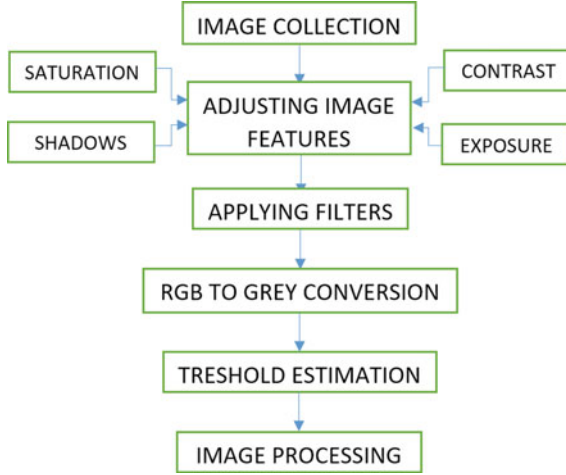 IMAGE COLLECTION
SATURATION
CONTRAST
ADJUSTING IMAGE
FEATURES
SHADOWS
EXPOSURE
APPLYING FILTERS
RGB TO GREY CONVERSION
TRESHOLD ESTIMATION
IMAGE PROCESSING